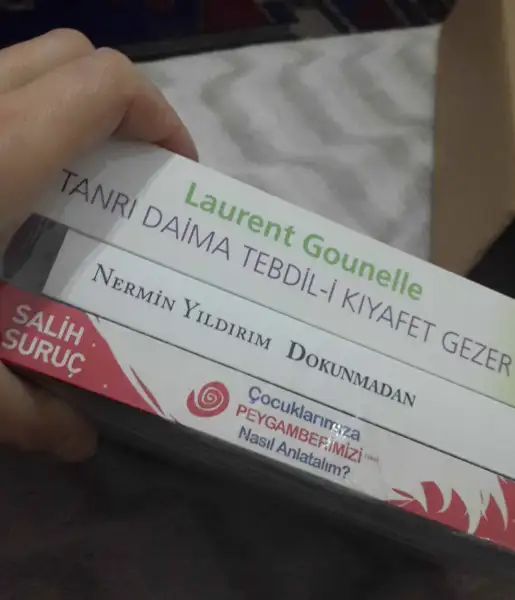 Laurent Gounelle
TANRI DAİMA TEBDİL-İ KIYAFET GEZER
NERMİN YILDIRIM DOKUNMADAN
SALİH
SURUÇ
Çocuklarımıza
PEYGAMBERİMİZİ
Nasıl Anlatalım?